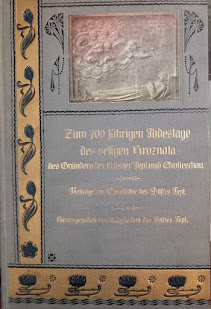 Zum 700 jährigen Todestage
des seligen Hroznata
des Gründers der Klöster Tepl und Chotieschau.
Beiträge zur Geschichte des Stiftes Tepl.
Herausgegeben von Mitgliedern des Stiftes Tepl.